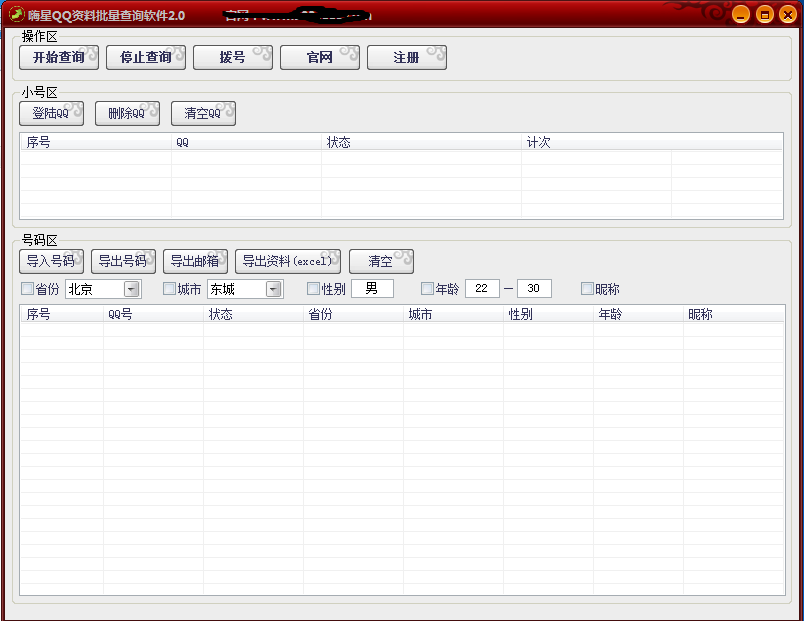 嗨星QQ资料批量查询软件2.0
操作区
开始查询 停止查询 拨号 官网 注册
小号区
登陆QQ 删除QQ 清空QQ
序号 QQ 状态 计次
号码区
导入号码 导出号码 导出邮箱 导出资料(excel) 清空
省份 北京 城市 东城 性别 男 年龄 22 — 30 昵称
序号 QQ号 状态 省份 城市 性别 年龄 昵称